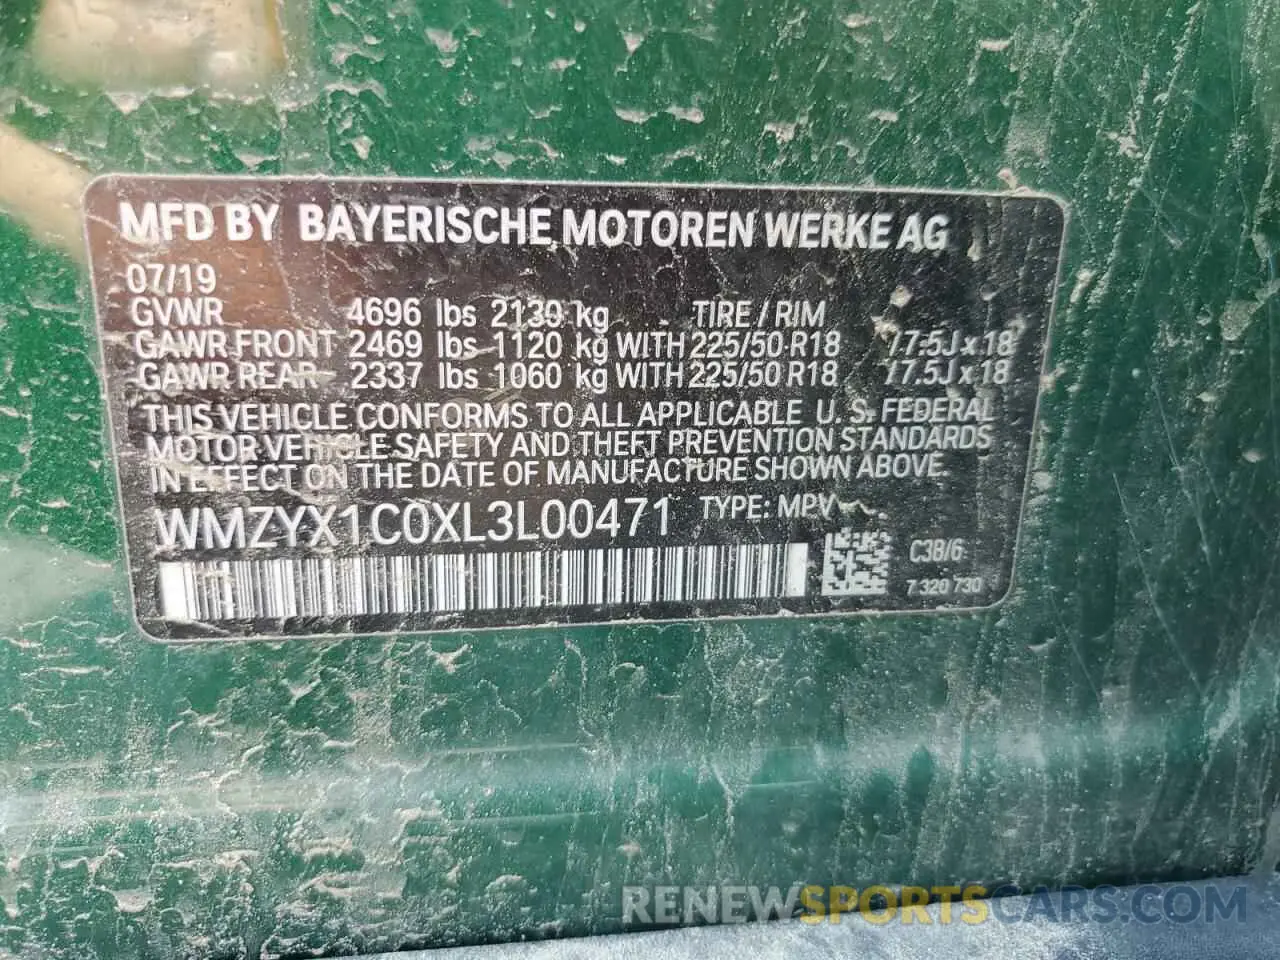 MFD BY BAYERISCHE MOTOREN WERKE AG
07/19
GVWR 4696 lbs 2130 kg TIRE / RIM
GAWR FRONT 2469 lbs 1120 kg WITH 225/50 R18 / 7.5J x 18
GAWR REAR 2337 lbs 1060 kg WITH 225/50 R18 / 7.5J x 18
THIS VEHICLE CONFORMS TO ALL APPLICABLE U. S. FEDERAL
MOTOR VEHICLE SAFETY AND THEFT PREVENTION STANDARDS
IN EFFECT ON THE DATE OF MANUFACTURE SHOWN ABOVE
WMZYX1C0XL3L00471 TYPE: MPV
C3B/6
7 320 730
RENEWSPORTSCARS.COM